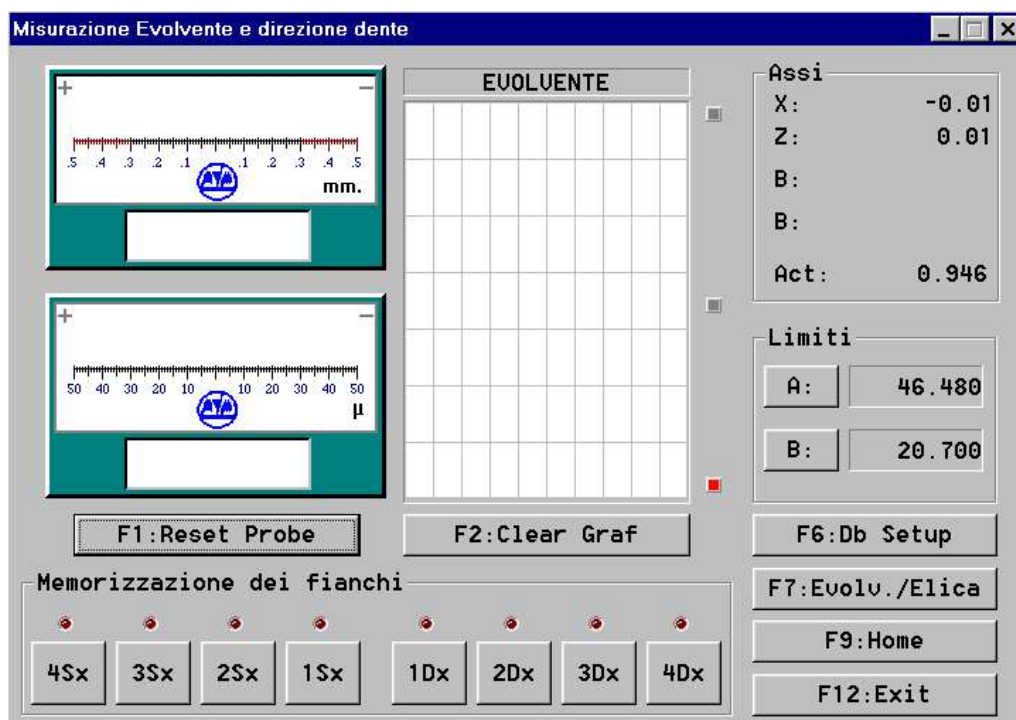 Misurazione Evolvente e direzione dente
+ −
.5 .4 .3 .2 .1 .1 .2 .3 .4 .5
mm.
+ −
50 40 30 20 10 10 20 30 40 50
µ
F1:Reset Probe
EVOLVENTE
F2:Clear Graf
Assi
X: -0.01
Z: 0.01
B:
B:
Act: 0.946
Limiti
A: 46.480
B: 20.700
F6:Db Setup
F7:Evolv./Elica
F9:Home
F12:Exit
Memorizzazione dei fianchi
4Sx 3Sx 2Sx 1Sx 1Dx 2Dx 3Dx 4Dx